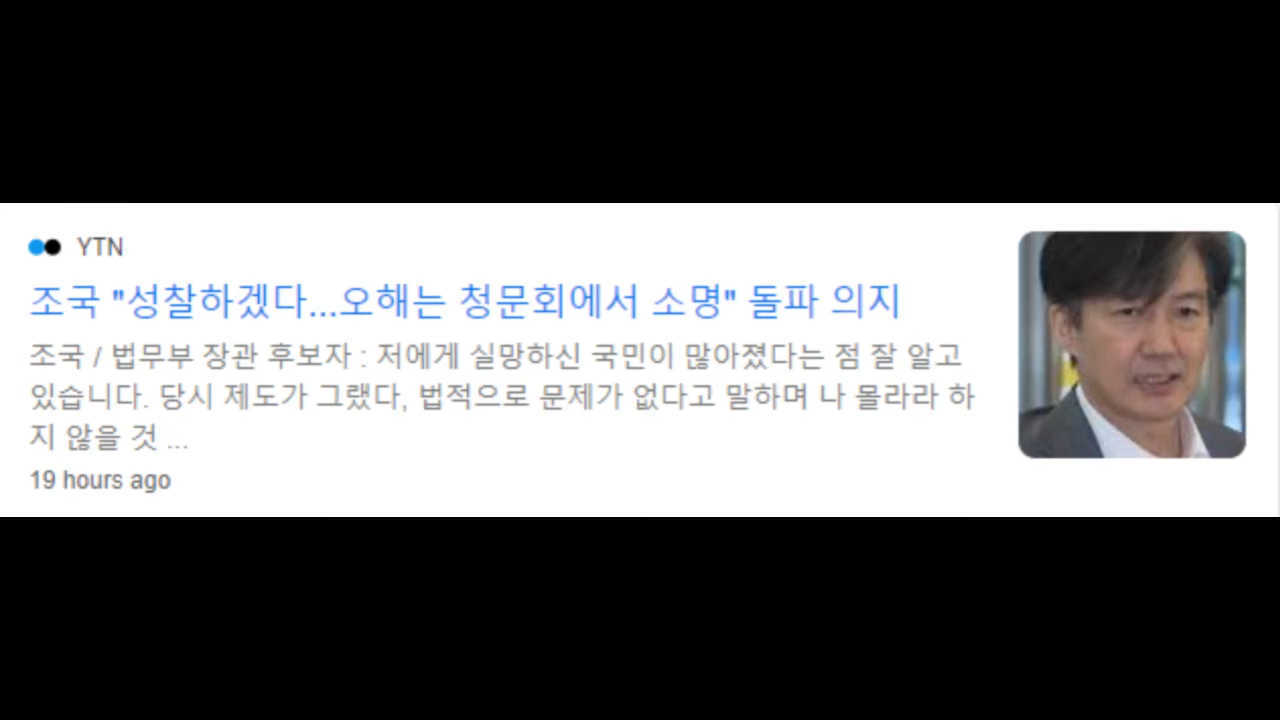 YTN
조국 "성찰하겠다...오해는 청문회에서 소명" 돌파 의지
조국 / 법무부 장관 후보자 : 저에게 실망하신 국민이 많아졌다는 점 잘 알고
있습니다. 당시 제도가 그랬다, 법적으로 문제가 없다고 말하며 나 몰라라 하
지 않을 것 ...
19 hours ago